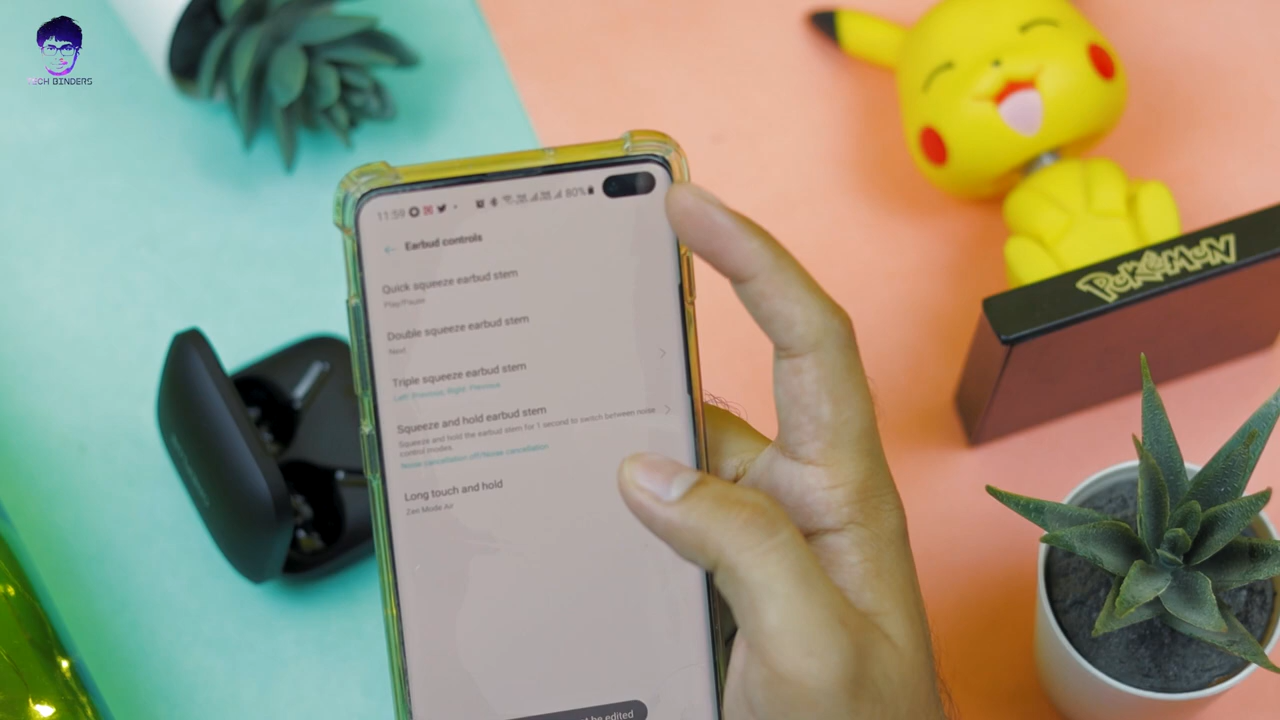 TECH BINDERS
11:59
80%
Earbud controls
Quick squeeze earbud stem
Play/Pause
Double squeeze earbud stem
Next
Triple squeeze earbud stem
Left: Previous; Right: Previous
Squeeze and hold earbud stem
Squeeze and hold the earbud stem for 1 second to switch between noise
control modes.
Noise cancellation off/Noise cancellation
Long touch and hold
Zen Mode Air
be edited
POKéMON